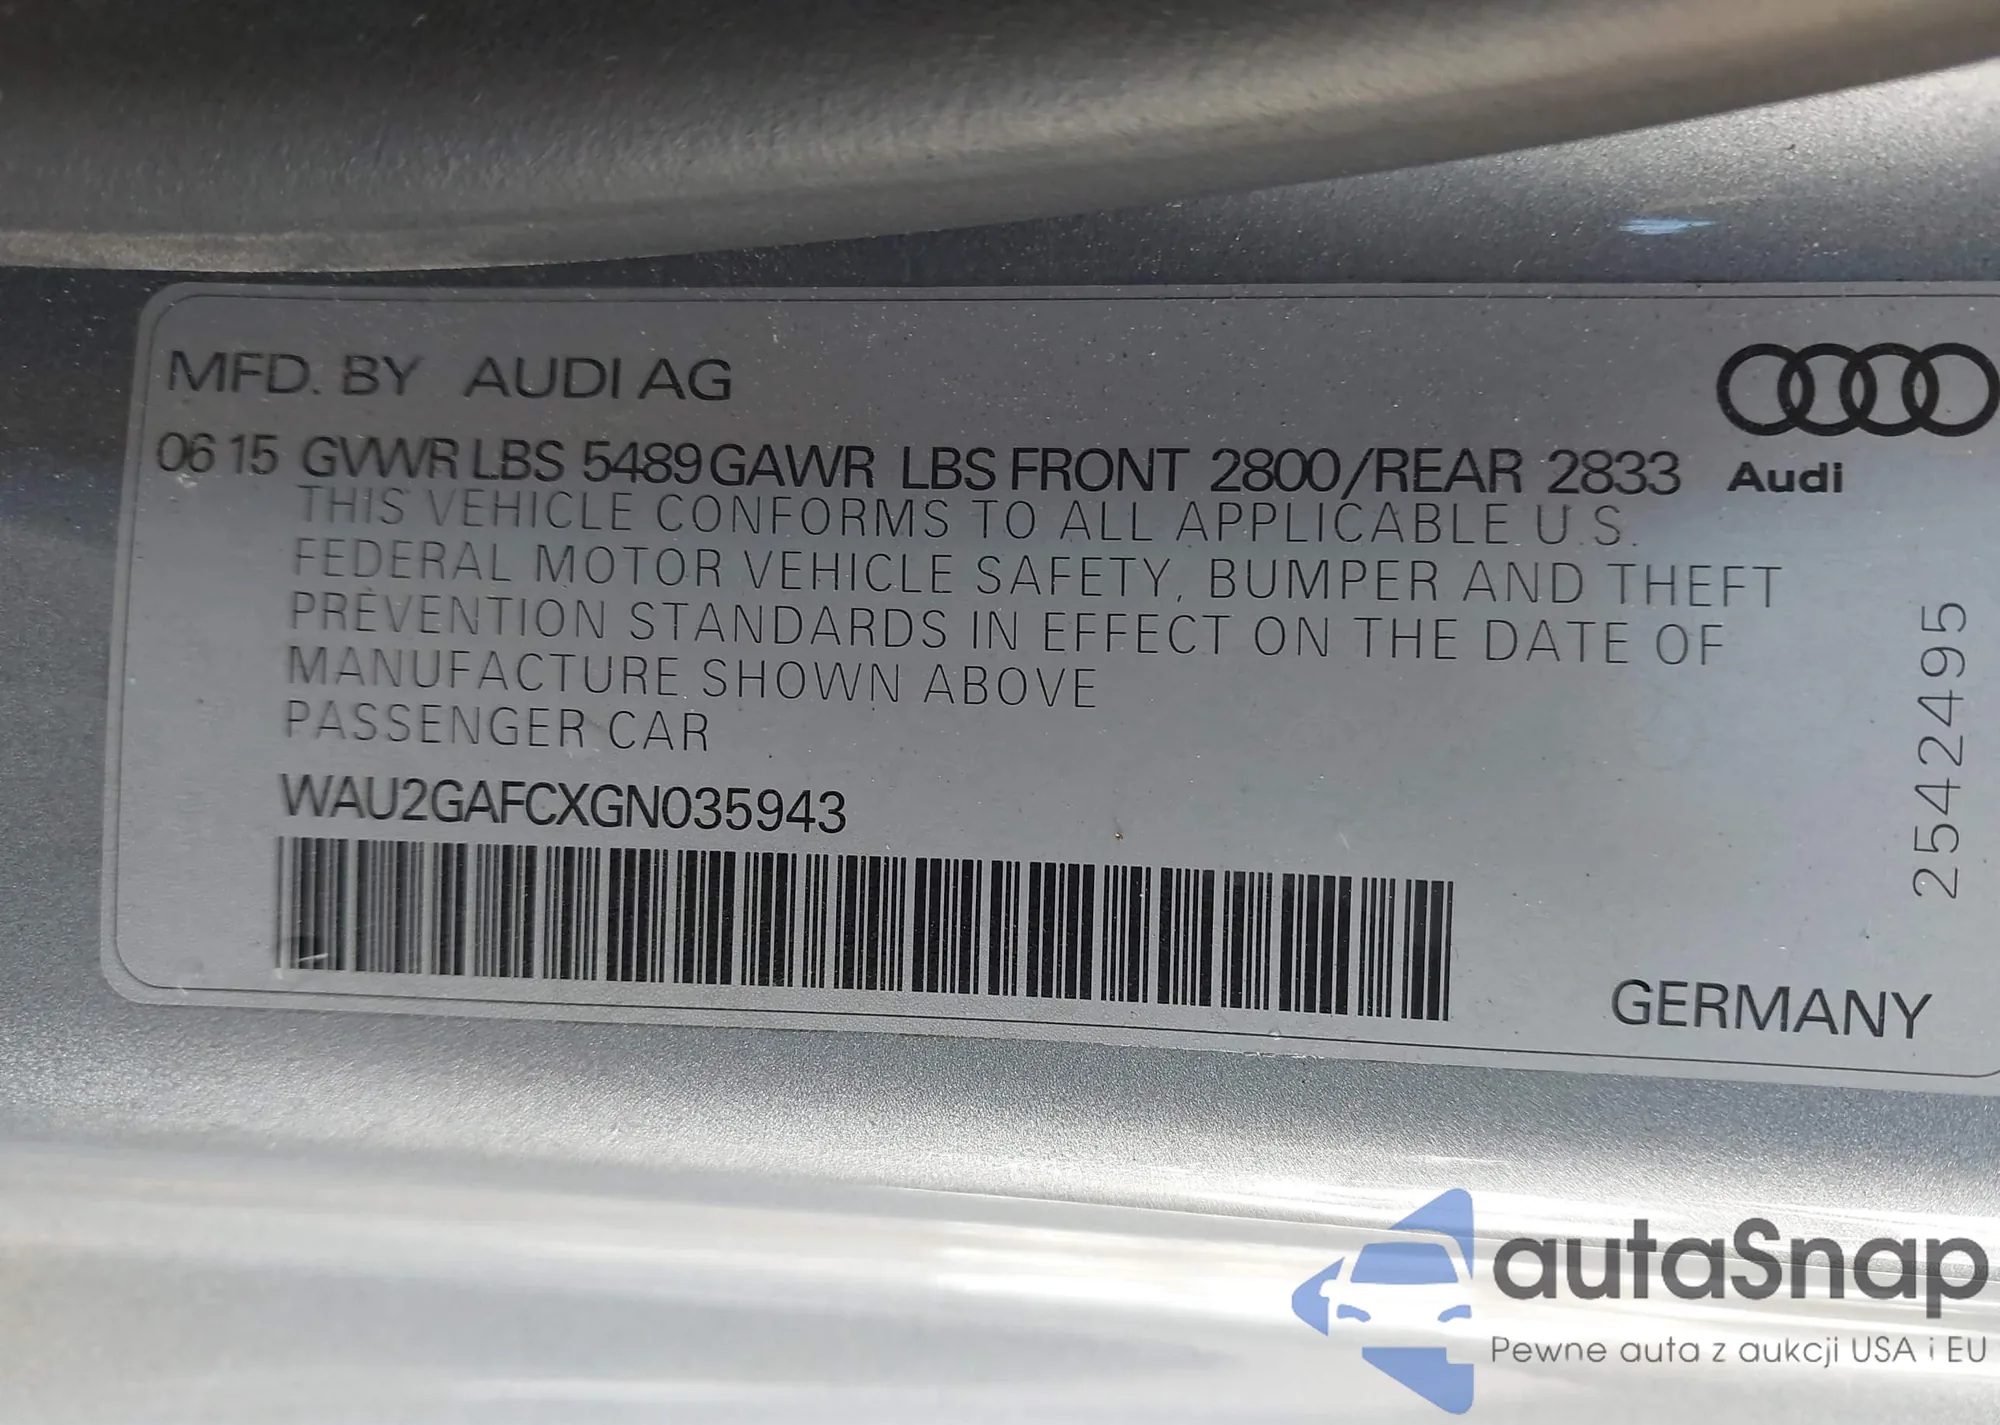 MFD. BY AUDI AG
06 15 GVWR LBS 5489 GAWR LBS FRONT 2800/REAR 2833
Audi
THIS VEHICLE CONFORMS TO ALL APPLICABLE U.S.
FEDERAL MOTOR VEHICLE SAFETY, BUMPER AND THEFT
PREVENTION STANDARDS IN EFFECT ON THE DATE OF
MANUFACTURE SHOWN ABOVE
PASSENGER CAR
WAU2GAFCXGN035943
2542495
GERMANY
autaSnap
Pewne auta z aukcji USA i EU